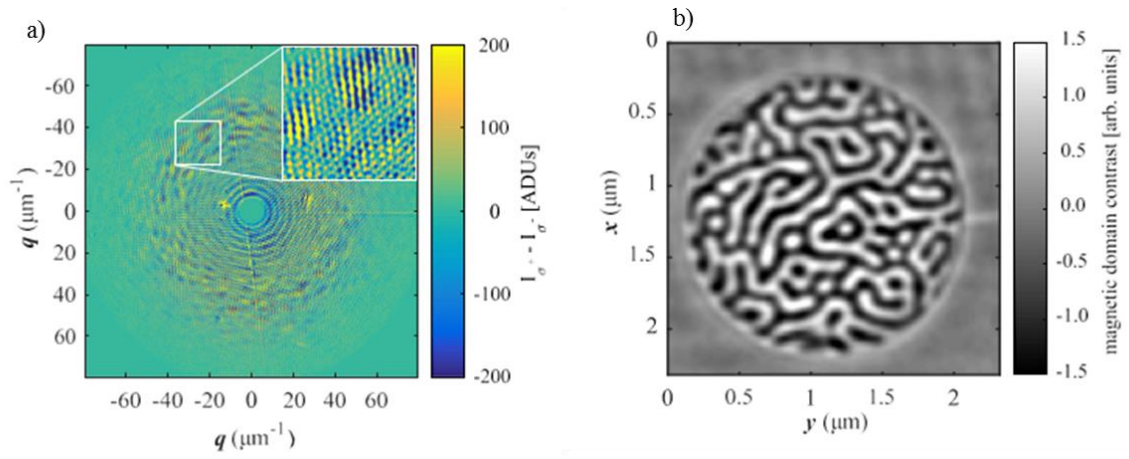 a)
b)
-60
-40
-20
0
20
40
60
q (μm⁻¹)
-60 -40 -20 0 20 40 60
q (μm⁻¹)
200
100
0
-100
-200
I σ⁺ - I σ⁻ [ADUs]
0
0.5
1
1.5
2
x (μm)
0 0.5 1 1.5 2
y (μm)
1.5
1.0
0.5
0.0
-0.5
-1.0
-1.5
magnetic domain contrast [arb. units]